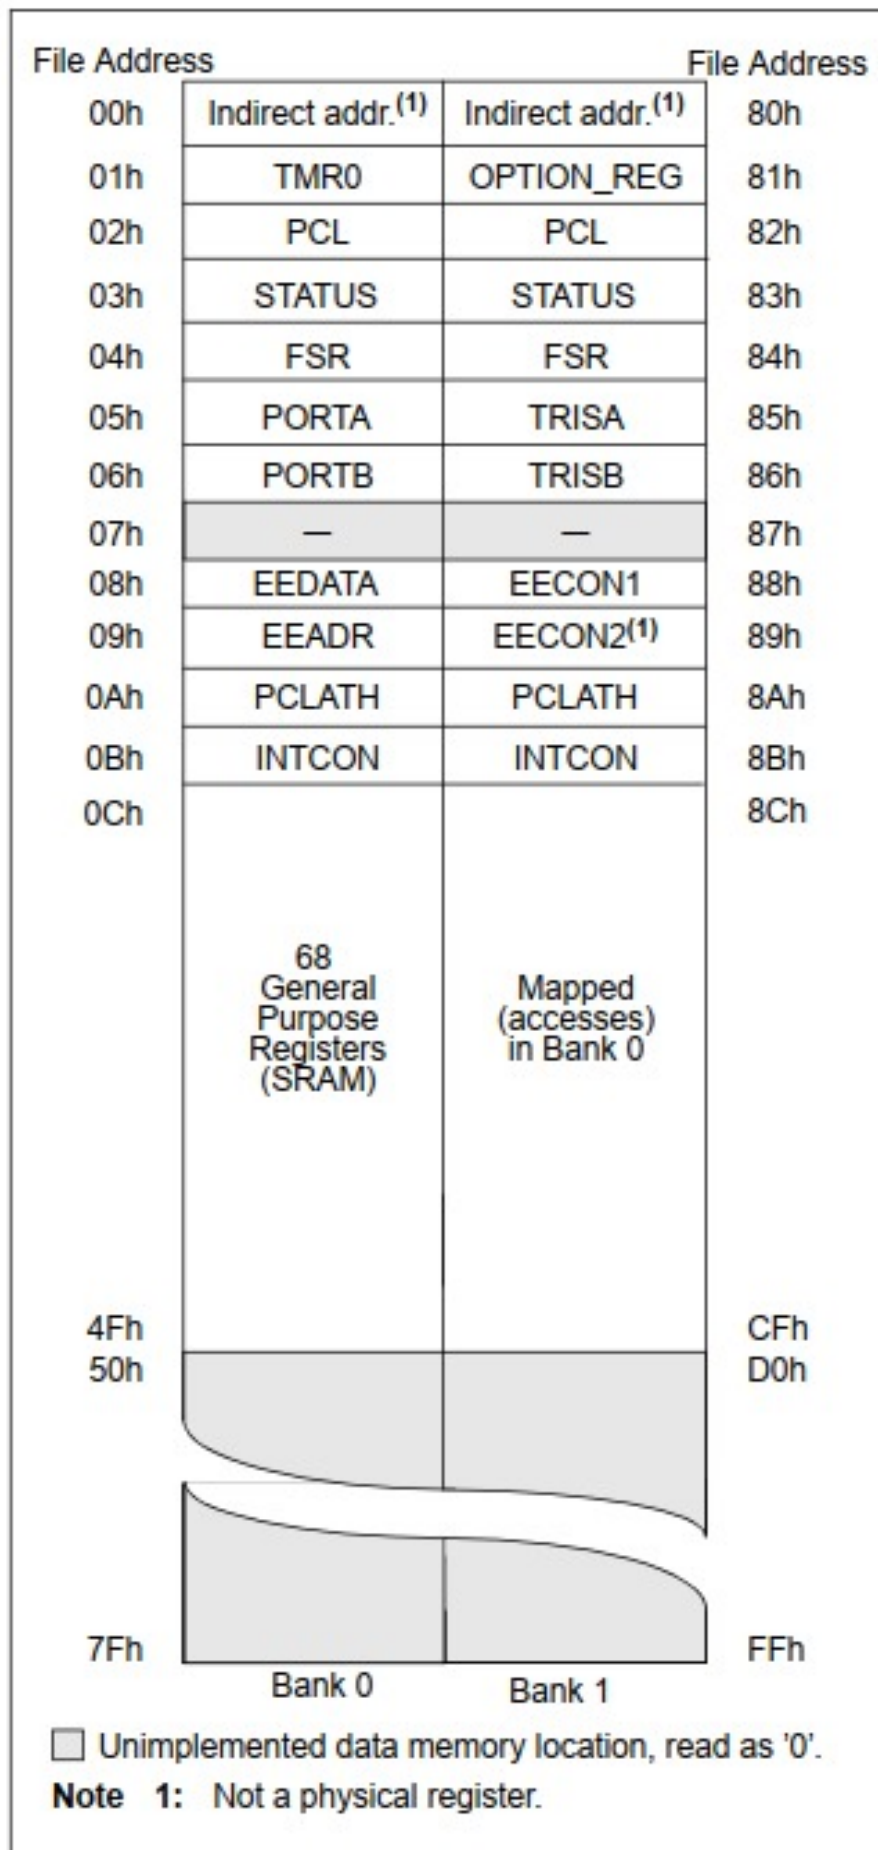 File Address File Address
00h Indirect addr.(1) Indirect addr.(1) 80h
01h TMR0 OPTION_REG 81h
02h PCL PCL 82h
03h STATUS STATUS 83h
04h FSR FSR 84h
05h PORTA TRISA 85h
06h PORTB TRISB 86h
07h — — 87h
08h EEDATA EECON1 88h
09h EEADR EECON2(1) 89h
0Ah PCLATH PCLATH 8Ah
0Bh INTCON INTCON 8Bh
0Ch 8Ch
68
General Mapped
Purpose (accesses)
Registers in Bank 0
(SRAM)
4Fh CFh
50h D0h
7Fh FFh
Bank 0 Bank 1
Unimplemented data memory location, read as '0'.
Note 1: Not a physical register.